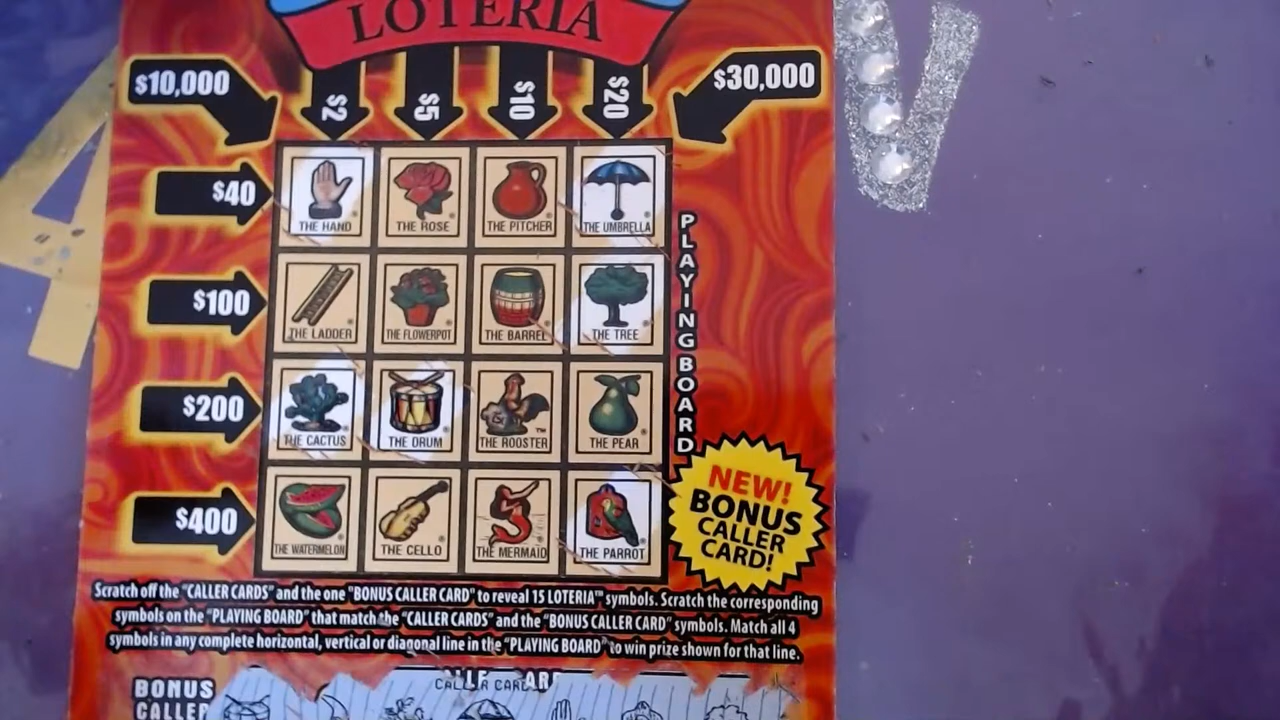 LOTERIA
$10,000 $2 $5 $10 $20 $30,000
$40
THE HAND THE ROSE THE PITCHER THE UMBRELLA
$100
THE LADDER THE FLOWERPOT THE BARREL THE TREE
$200
THE CACTUS THE DRUM THE ROOSTER THE PEAR
$400
THE WATERMELON THE CELLO THE MERMAID THE PARROT
PLAYING BOARD
NEW!
BONUS
CALLER
CARD!
Scratch off the "CALLER CARDS" and the one "BONUS CALLER CARD" to reveal 15 LOTERIA™ symbols. Scratch the corresponding
symbols on the "PLAYING BOARD" that match the "CALLER CARDS" and the "BONUS CALLER CARD" symbols. Match all 4
symbols in any complete horizontal, vertical or diagonal line in the "PLAYING BOARD" to win prize shown for that line.
BONUS
CALLER